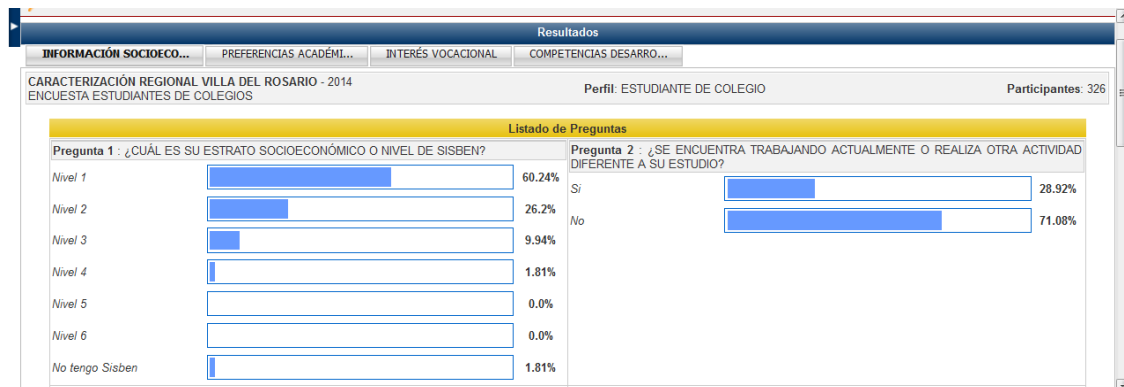 Resultados
INFORMACIÓN SOCIOECO... PREFERENCIAS ACADÉMI... INTERÉS VOCACIONAL COMPETENCIAS DESARRO...
CARACTERIZACIÓN REGIONAL VILLA DEL ROSARIO - 2014
ENCUESTA ESTUDIANTES DE COLEGIOS
Perfil: ESTUDIANTE DE COLEGIO
Participantes: 326
Listado de Preguntas
Pregunta 1 : ¿CUÁL ES SU ESTRATO SOCIOECONÓMICO O NIVEL DE SISBEN?
Nivel 1 60.24%
Nivel 2 26.2%
Nivel 3 9.94%
Nivel 4 1.81%
Nivel 5 0.0%
Nivel 6 0.0%
No tengo Sisben 1.81%
Pregunta 2 : ¿SE ENCUENTRA TRABAJANDO ACTUALMENTE O REALIZA OTRA ACTIVIDAD
DIFERENTE A SU ESTUDIO?
Si 28.92%
No 71.08%